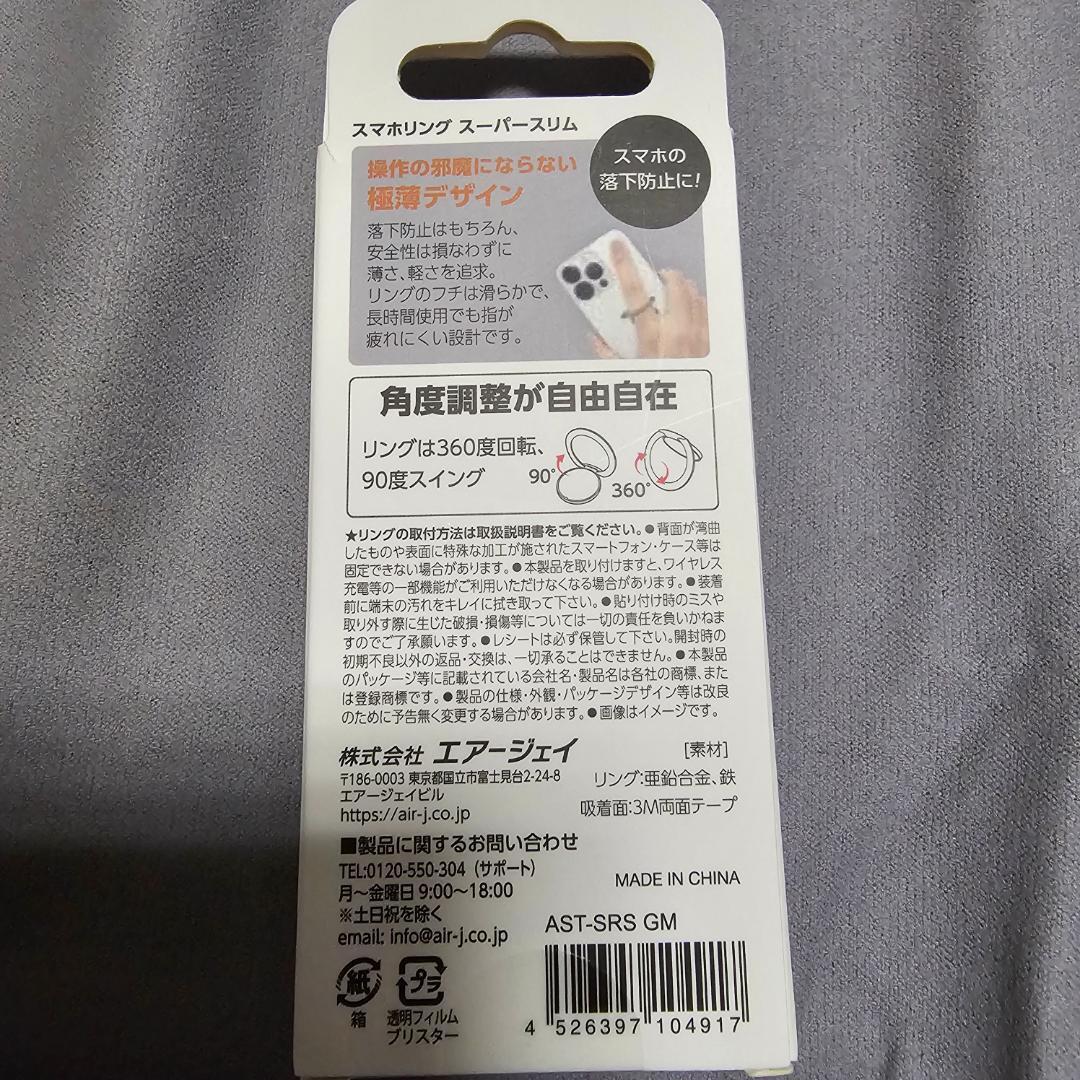 スマホリング スーパースリム
スマホの
落下防止に!
操作の邪魔にならない
極薄デザイン
落下防止はもちろん、
安全性は損なわずに
薄さ、軽さを追求。
リングのフチは滑らかで、
長時間使用でも指が
疲れにくい設計です。
角度調整が自由自在
リングは360度回転、
90度スイング
90°
360°
★リングの取付方法は取扱説明書をご覧ください。●背面が湾曲
したものや表面に特殊な加工が施されたスマートフォン・ケース等は
固定できない場合があります。●本製品を取り付けますと、ワイヤレス
充電等の一部機能がご利用いただけなくなる場合があります。●装着
前に端末の汚れをキレイに拭き取って下さい。●貼り付け時のミスや
取り外す際に生じた破損・損傷等については一切の責任を負いかねま
すのでご了承願います。●レシートは必ず保管して下さい。開封時の
初期不良以外の返品・交換は、一切承ることはできません。●本製品
のパッケージ等に記載されている会社名・製品名は各社の商標、また
は登録商標です。●製品の仕様・外観・パッケージデザイン等は改良
のために予告無く変更する場合があります。●画像はイメージです。
株式会社 エアージェイ
〒186-0003 東京都国立市富士見台2-24-8
エアージェイビル
https://air-j.co.jp
[素材]
リング:亜鉛合金、鉄
吸着面:3M両面テープ
■製品に関するお問い合わせ
TEL:0120-550-304(サポート)
月〜金曜日 9:00〜18:00
※土日祝を除く
email: info@air-j.co.jp
MADE IN CHINA
AST-SRS GM
紙
箱
プラ
透明フィルム
ブリスター
4 526397 104917